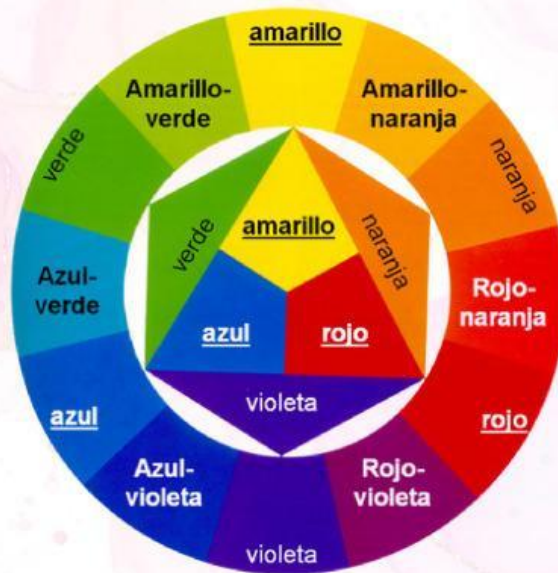 amarillo
Amarillo-
verde
Amarillo-
naranja
verde
naranja
amarillo
verde
naranja
Azul-
verde
Rojo-
naranja
azul
rojo
azul
rojo
violeta
Azul-
violeta
Rojo-
violeta
violeta